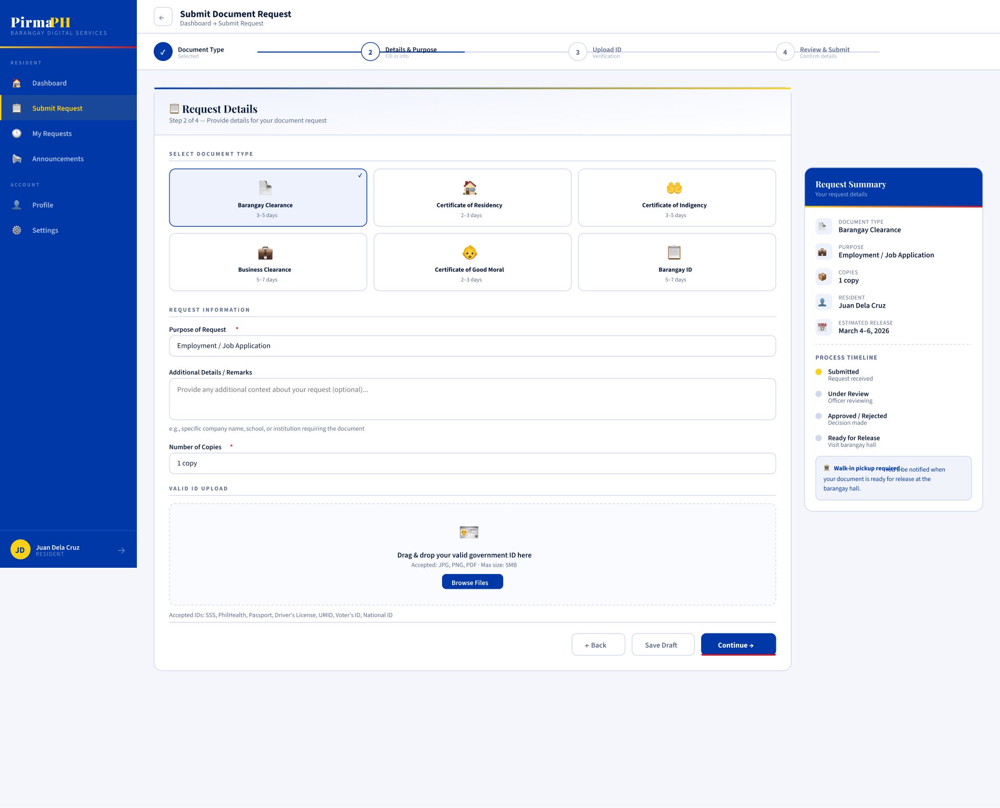 PirmaPH
BARANGAY DIGITAL SERVICES
RESIDENT
Dashboard
Submit Request
My Requests
Announcements
ACCOUNT
Profile
Settings
JD
Juan Dela Cruz
RESIDENT
→
←
Submit Document Request
Dashboard → Submit Request
✓
Document Type
Selected
2
Details & Purpose
Fill in info
3
Upload ID
Verification
4
Review & Submit
Confirm details
Request Details
Step 2 of 4 — Provide details for your document request
SELECT DOCUMENT TYPE
✓
Barangay Clearance
3–5 days
Certificate of Residency
2–3 days
Certificate of Indigency
3–5 days
Business Clearance
5–7 days
Certificate of Good Moral
2–3 days
Barangay ID
5–7 days
REQUEST INFORMATION
Purpose of Request *
Employment / Job Application
Additional Details / Remarks
Provide any additional context about your request (optional)...
e.g., specific company name, school, or institution requiring the document
Number of Copies *
1 copy
VALID ID UPLOAD
Drag & drop your valid government ID here
Accepted: JPG, PNG, PDF · Max size: 5MB
Browse Files
Accepted IDs: SSS, PhilHealth, Passport, Driver's License, UMID, Voter's ID, National ID
← Back
Save Draft
Continue →
Request Summary
Your request details
DOCUMENT TYPE
Barangay Clearance
PURPOSE
Employment / Job Application
COPIES
1 copy
RESIDENT
Juan Dela Cruz
17
ESTIMATED RELEASE
March 4–6, 2026
PROCESS TIMELINE
Submitted
Request received
Under Review
Officer reviewing
Approved / Rejected
Decision made
Ready for Release
Visit barangay hall
Walk-in pickup required. You'll be notified when
your document is ready for release at the
barangay hall.